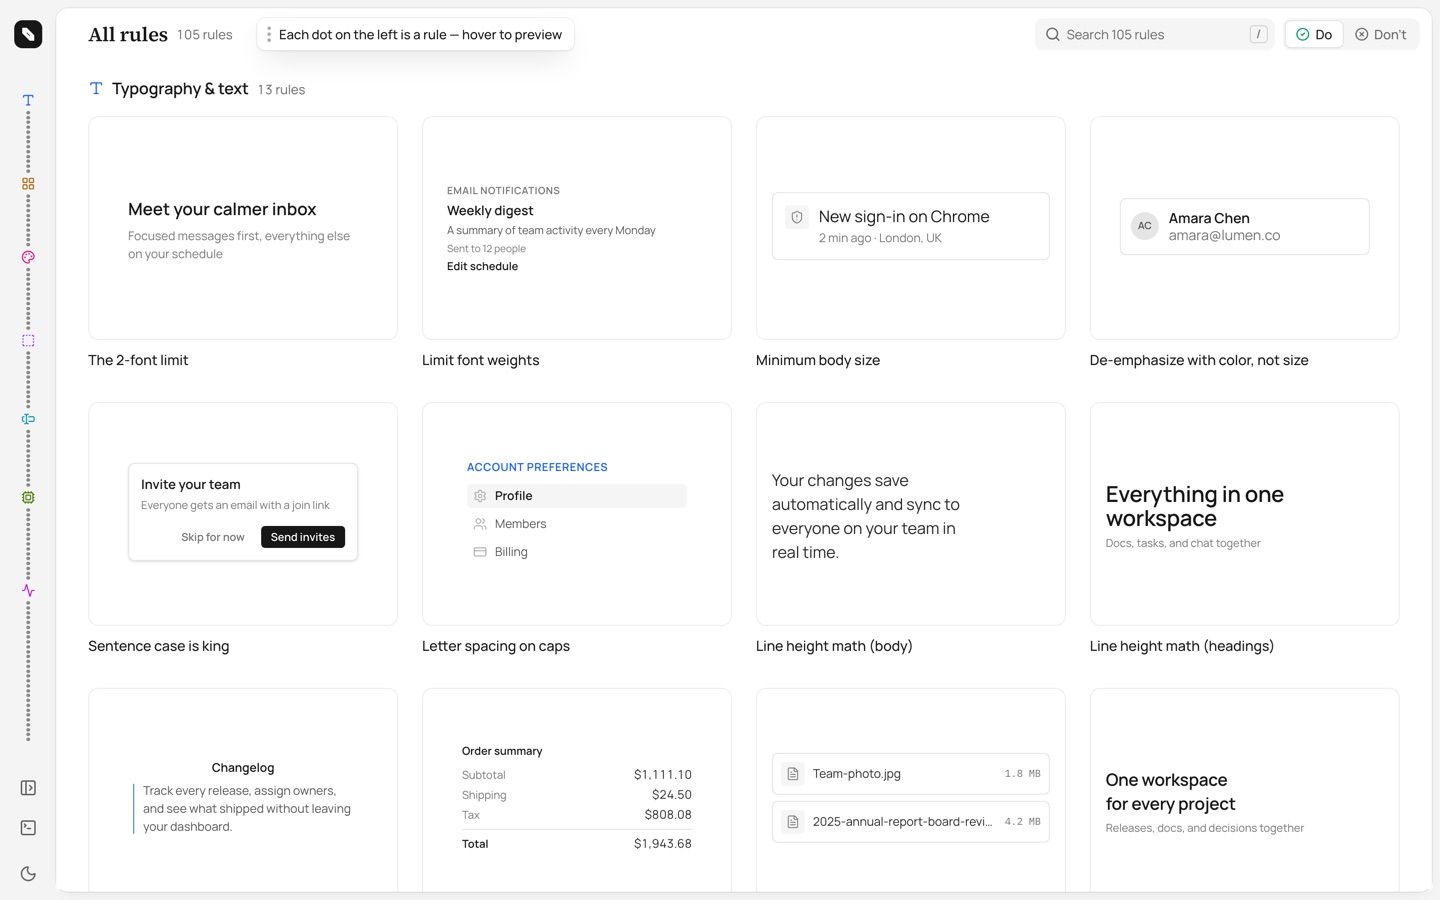 All rules 105 rules
Each dot on the left is a rule — hover to preview
Search 105 rules /
Do
Don't
Typography & text 13 rules
Meet your calmer inbox
Focused messages first, everything else
on your schedule
The 2-font limit
EMAIL NOTIFICATIONS
Weekly digest
A summary of team activity every Monday
Sent to 12 people
Edit schedule
Limit font weights
New sign-in on Chrome
2 min ago · London, UK
Minimum body size
AC
Amara Chen
amara@lumen.co
De-emphasize with color, not size
Invite your team
Everyone gets an email with a join link
Skip for now
Send invites
Sentence case is king
ACCOUNT PREFERENCES
Profile
Members
Billing
Letter spacing on caps
Your changes save
automatically and sync to
everyone on your team in
real time.
Line height math (body)
Everything in one
workspace
Docs, tasks, and chat together
Line height math (headings)
Changelog
Track every release, assign owners,
and see what shipped without leaving
your dashboard.
Order summary
Subtotal $1,111.10
Shipping $24.50
Tax $808.08
Total $1,943.68
Team-photo.jpg 1.8 MB
2025-annual-report-board-revi... 4.2 MB
One workspace
for every project
Releases, docs, and decisions together